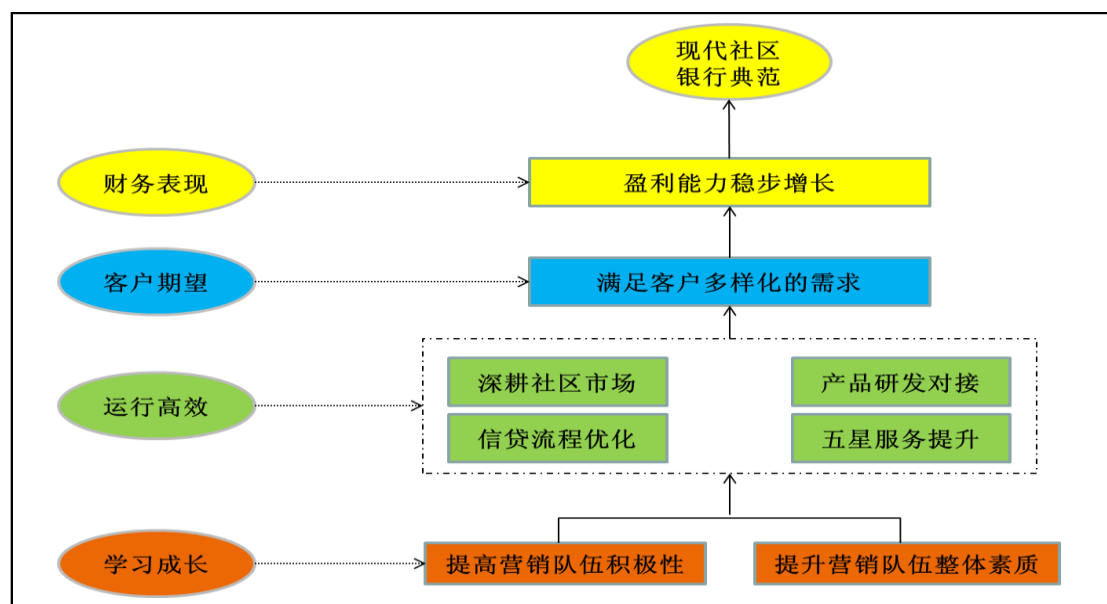 现代社区
银行典范
财务表现
盈利能力稳步增长
客户期望
满足客户多样化的需求
运行高效
深耕社区市场
产品研发对接
信贷流程优化
五星服务提升
学习成长
提高营销队伍积极性
提升营销队伍整体素质